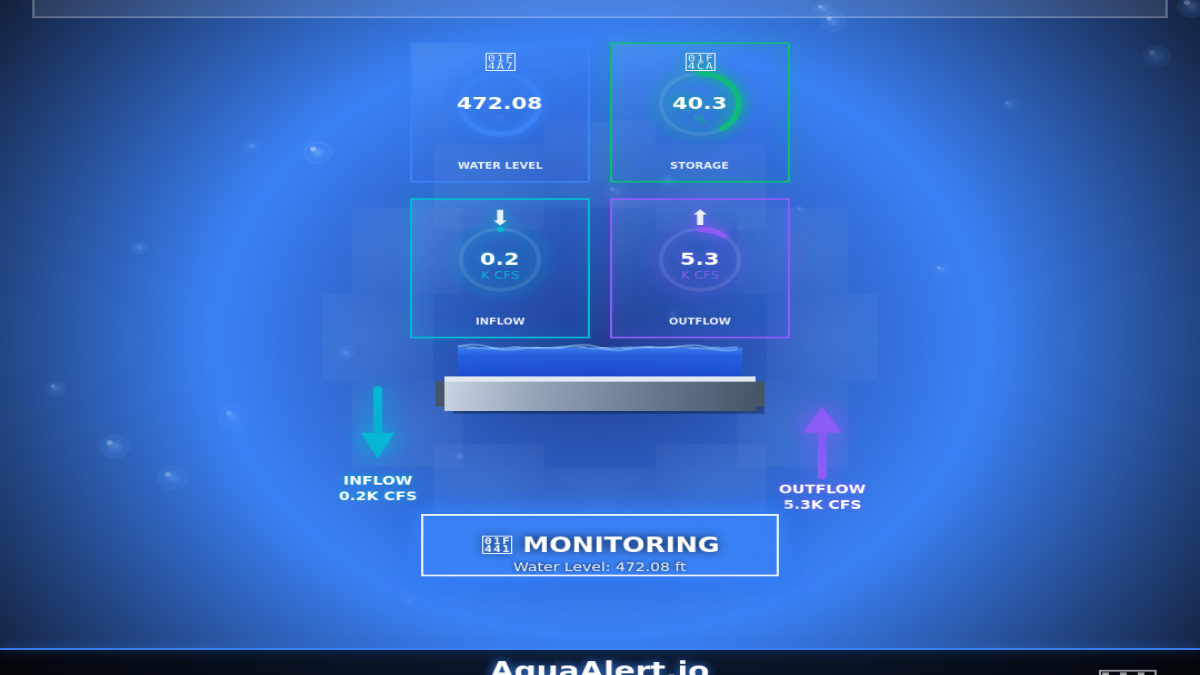 472.08
ft
WATER LEVEL
40.3
%
STORAGE
0.2
K CFS
INFLOW
5.3
K CFS
OUTFLOW
INFLOW
0.2K CFS
OUTFLOW
5.3K CFS
MONITORING
Water Level: 472.08 ft
AquaAlert.io